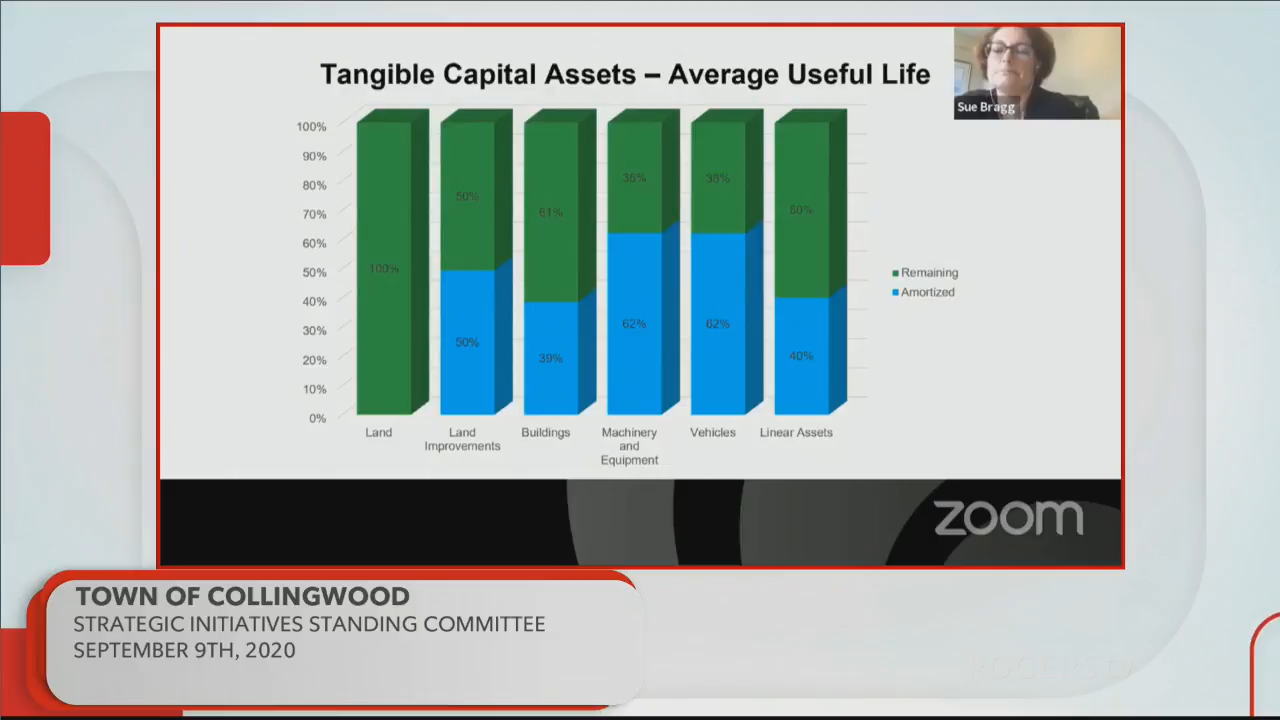 Tangible Capital Assets – Average Useful Life
Sue Bragg
100%
90%
80%
70%
60%
50%
40%
30%
20%
10%
0%
100%
50%
50%
61%
39%
38%
62%
38%
62%
60%
40%
Remaining
Amortized
Land
Land
Improvements
Buildings
Machinery
and
Equipment
Vehicles
Linear Assets
zoom
TOWN OF COLLINGWOOD
STRATEGIC INITIATIVES STANDING COMMITTEE
SEPTEMBER 9TH, 2020
ROGERS